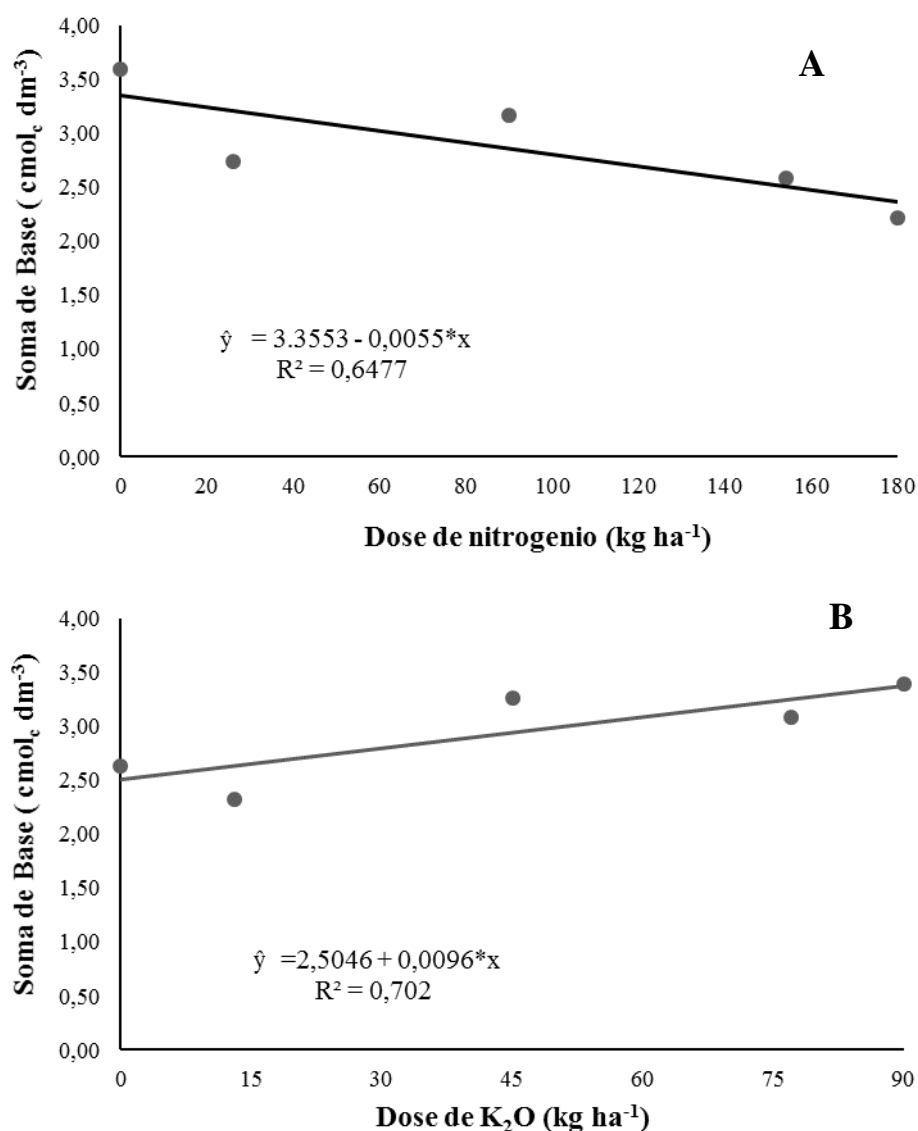 A
Soma de Base ( cmol_c dm⁻³)
4,00
3,50
3,00
2,50
2,00
1,50
1,00
0,50
0,00
ŷ = 3.3553 - 0,0055*x
R² = 0,6477
0 20 40 60 80 100 120 140 160 180
Dose de nitrogenio (kg ha⁻¹)
B
Soma de Base ( cmol_c dm⁻³)
4,00
3,50
3,00
2,50
2,00
1,50
1,00
0,50
0,00
ŷ =2,5046 + 0,0096*x
R² = 0,702
0 15 30 45 60 75 90
Dose de K₂O (kg ha⁻¹)